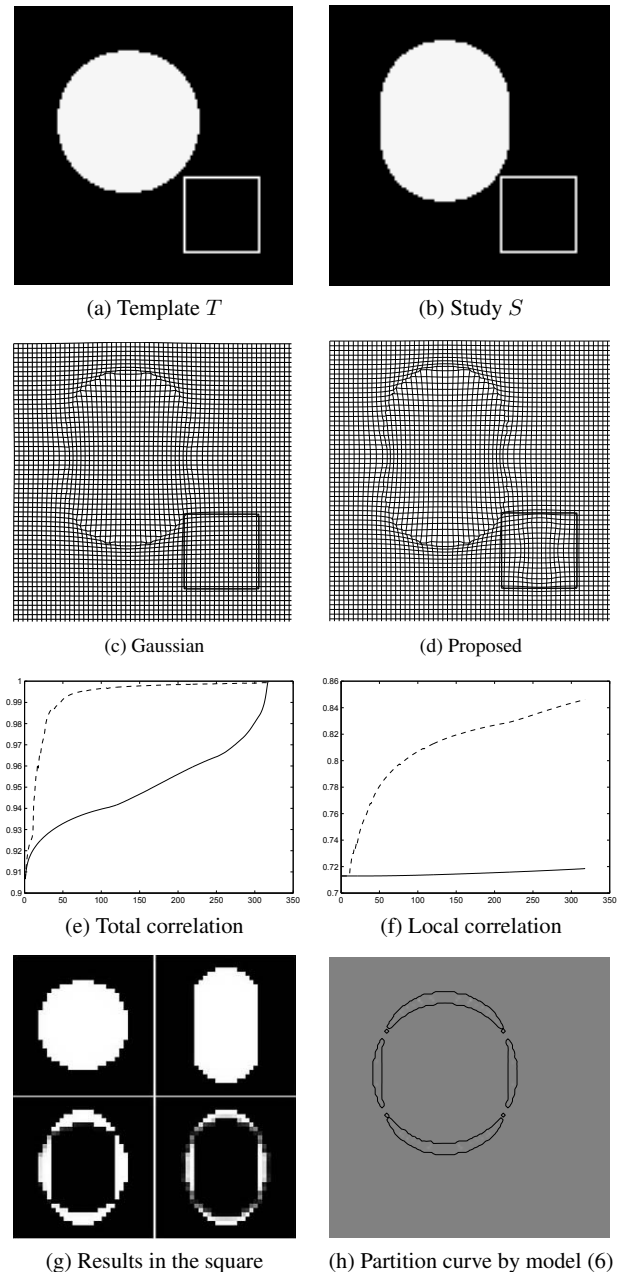 (a) Template T
(b) Study S
(c) Gaussian
(d) Proposed
1
0.99
0.98
0.97
0.96
0.95
0.94
0.93
0.92
0.91
0.9
0 50 100 150 200 250 300 350
(e) Total correlation
0.86
0.84
0.82
0.8
0.78
0.76
0.74
0.72
0.7
0 50 100 150 200 250 300 350
(f) Local correlation
(g) Results in the square
(h) Partition curve by model (6)